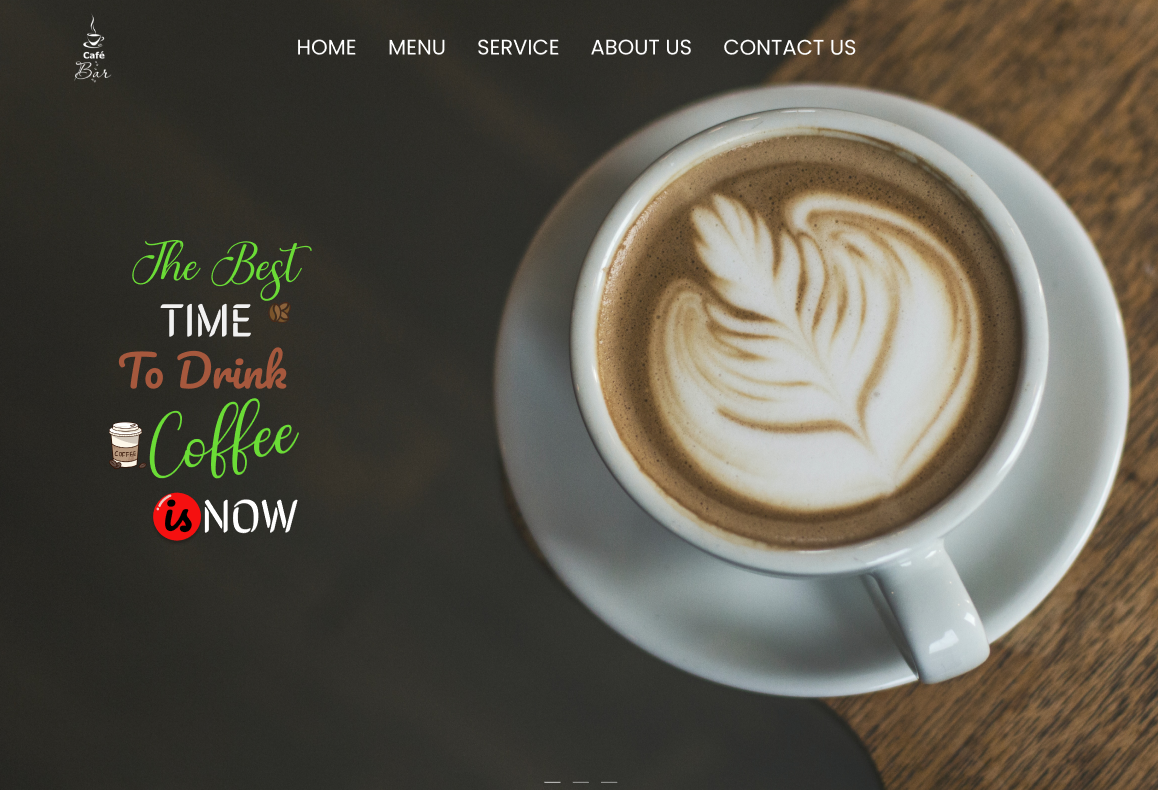 Café
Bar
HOME MENU SERVICE ABOUT US CONTACT US
The Best
TIME
To Drink
Coffee
COFFEE
is NOW